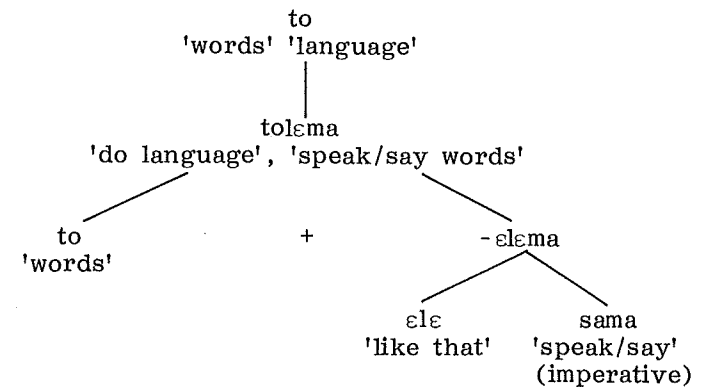 to
'words' 'language'
tolɛma
'do language', 'speak/say words'
to + -ɛlɛma
'words'
ɛlɛ sama
'like that' 'speak/say'
(imperative)